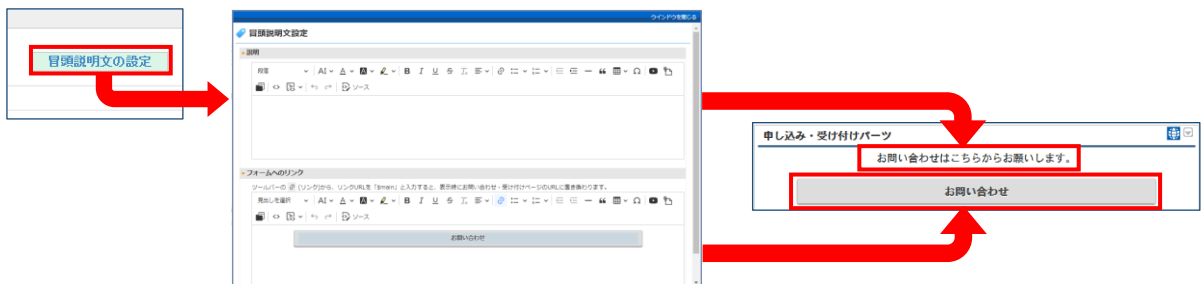 冒頭説明文の設定
ウインドウを閉じる
冒頭説明文設定
説明
段落
AI
A
A
B I U S
ソース
フォームへのリンク
ツールバーの (リンク)から、リンクURLを「$main」と入力すると、表示時にお問い合わせ・受け付けページのURLに置き換わります。
見出しを選択
AI
A
A
B I U S
ソース
お問い合わせ
申し込み・受け付けパーツ
お問い合わせはこちらからお願いします。
お問い合わせ